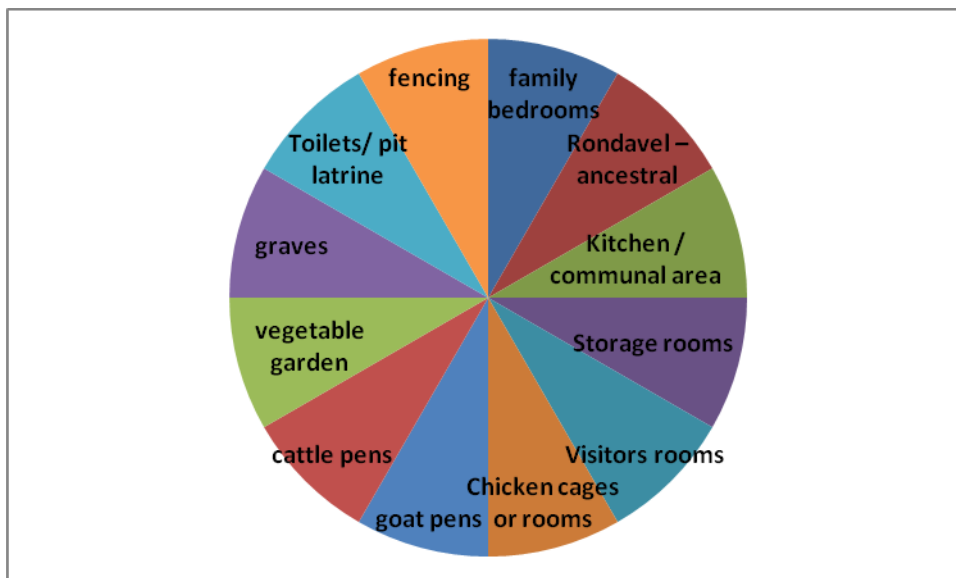 family
bedrooms
Rondavel –
ancestral
Kitchen /
communal area
Storage rooms
Visitors rooms
Chicken cages
or rooms
goat pens
cattle pens
vegetable
garden
graves
Toilets/ pit
latrine
fencing